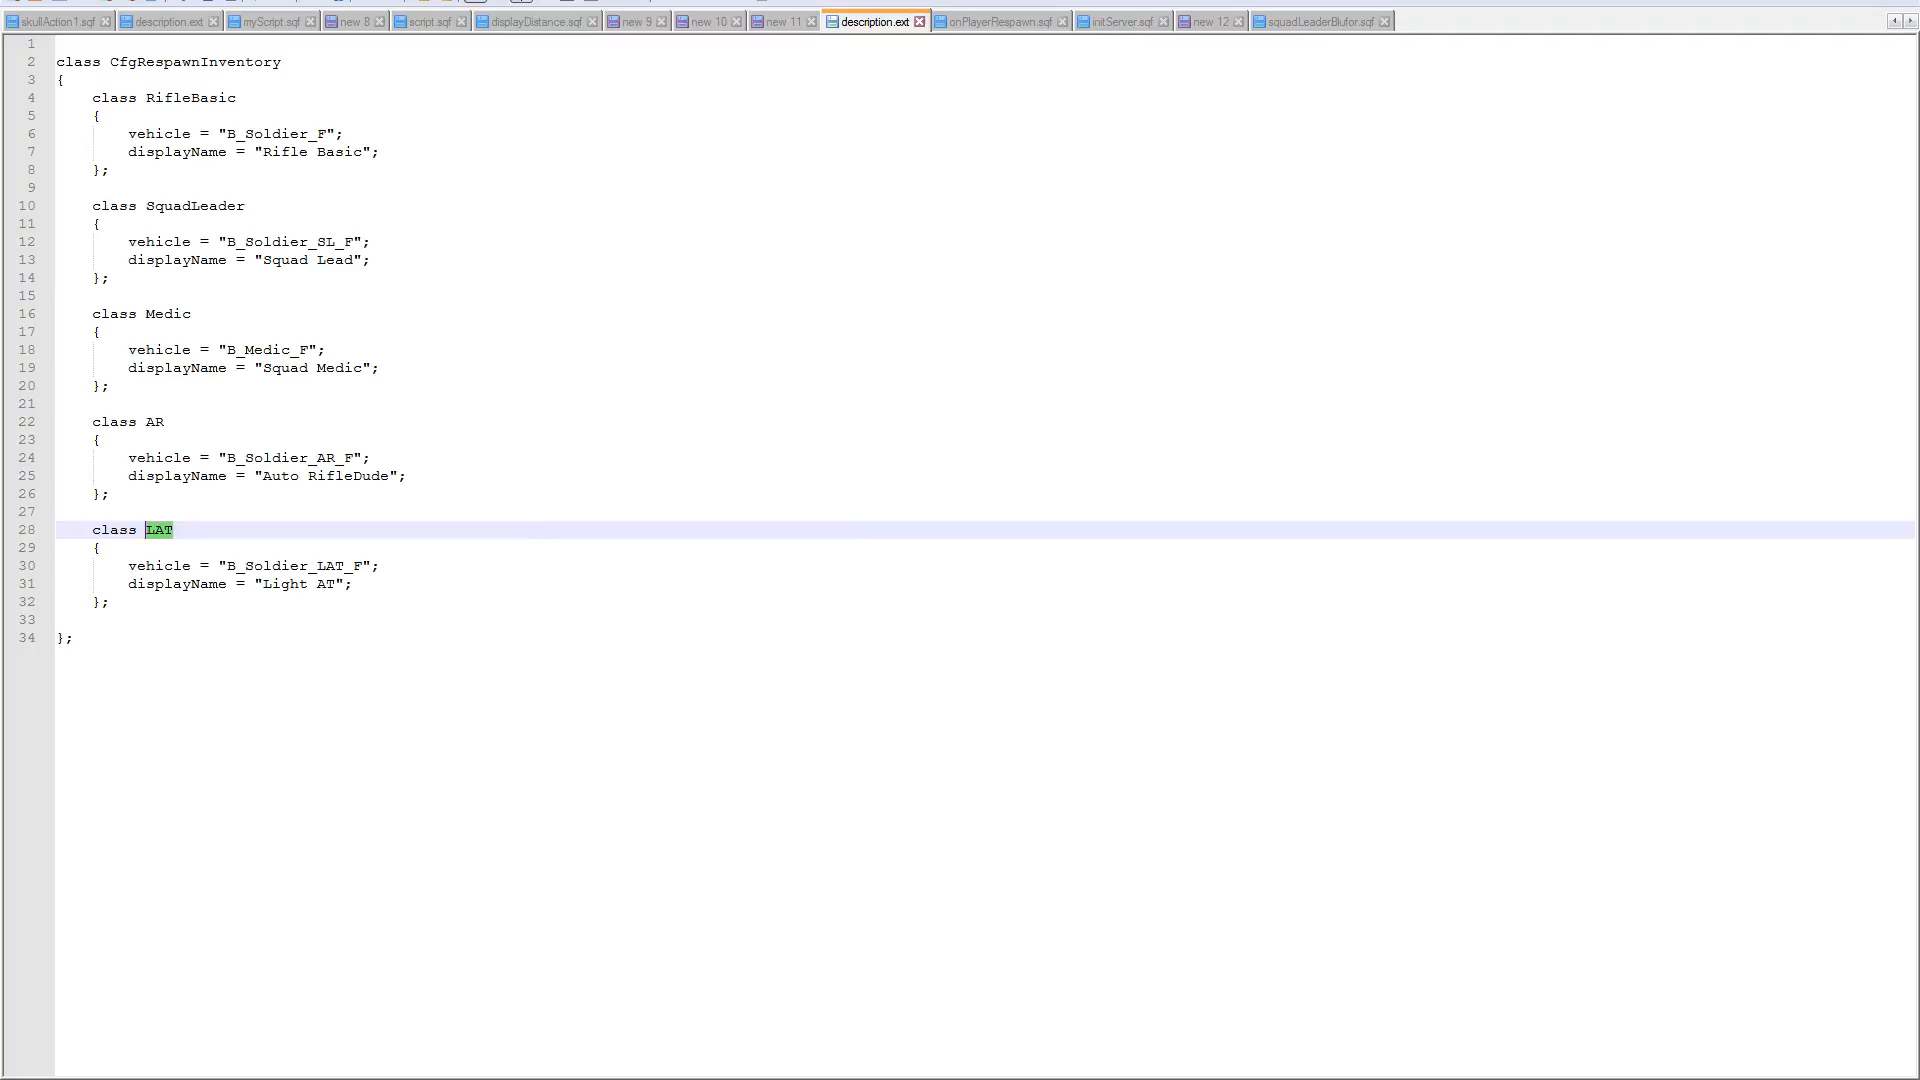 skullAction1.sqf description.ext myScript.sqf new 8 script.sqf displayDistance.sqf new 9 new 10 new 11 description.ext onPlayerRespawn.sqf initServer.sqf new 12 squadLeaderBlufor.sqf
1
2 class CfgRespawnInventory
3 {
4 class RifleBasic
5 {
6 vehicle = "B_Soldier_F";
7 displayName = "Rifle Basic";
8 };
9
10 class SquadLeader
11 {
12 vehicle = "B_Soldier_SL_F";
13 displayName = "Squad Lead";
14 };
15
16 class Medic
17 {
18 vehicle = "B_Medic_F";
19 displayName = "Squad Medic";
20 };
21
22 class AR
23 {
24 vehicle = "B_Soldier_AR_F";
25 displayName = "Auto RifleDude";
26 };
27
28 class LAT
29 {
30 vehicle = "B_Soldier_LAT_F";
31 displayName = "Light AT";
32 };
33
34 };